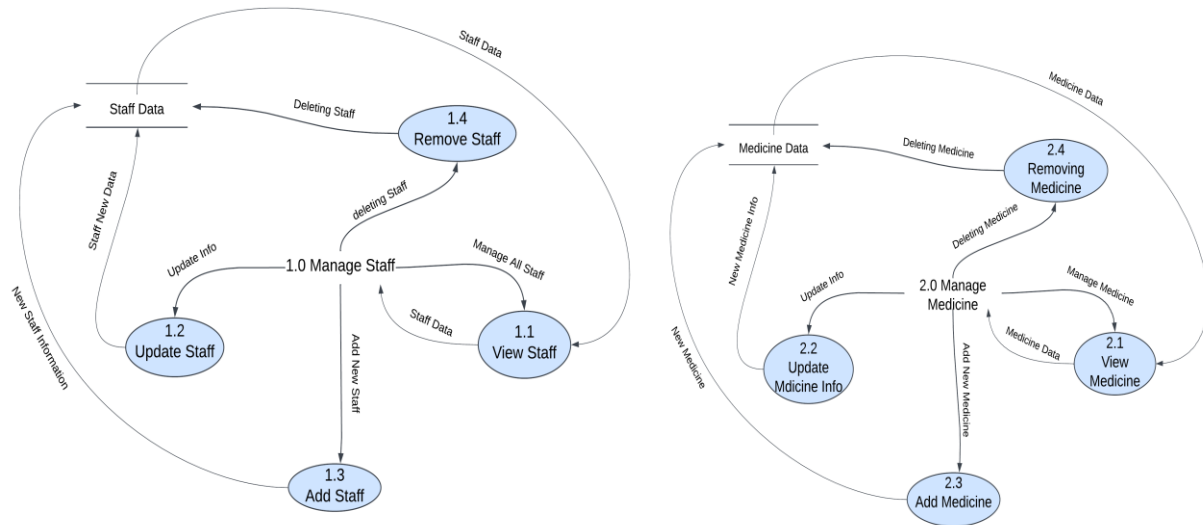 Staff Data
Staff Data
Deleting Staff
1.4
Remove Staff
deleting Staff
Staff New Data
Update Info
1.0 Manage Staff
Manage All Staff
1.2
Update Staff
Staff Data
1.1
View Staff
New Staff Information
Add New Staff
1.3
Add Staff
Medicine Data
Medicine Data
Deleting Medicine
2.4
Removing
Medicine
Deleting Medicine
New Medicine Info
Update Info
2.0 Manage
Medicine
Manage Medicine
2.2
Update
Mdicine Info
Medicine Data
2.1
View
Medicine
New Medicine
Add New Medicine
2.3
Add Medicine